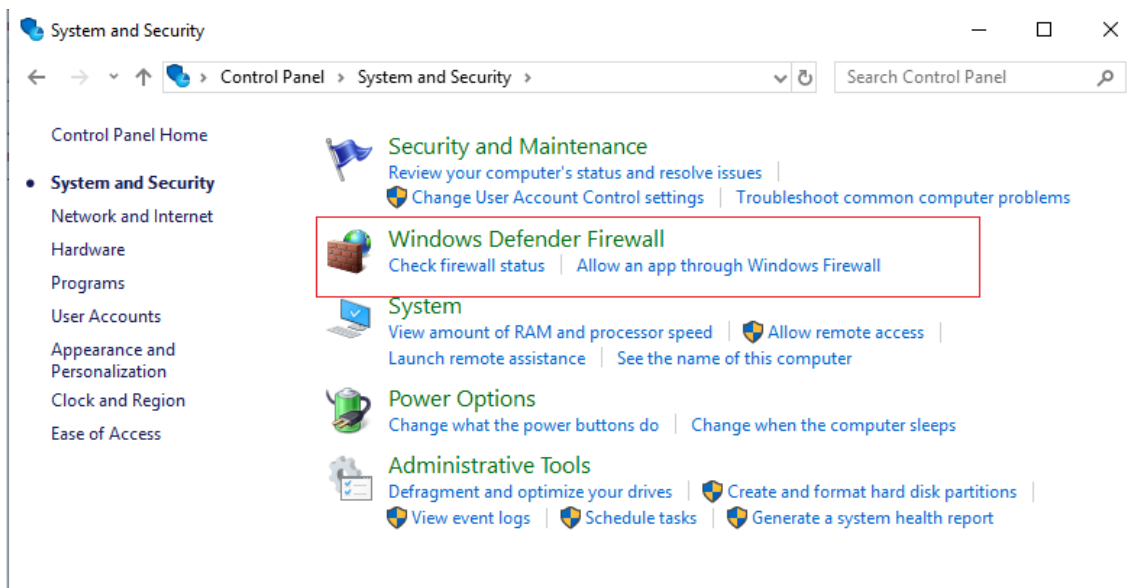 System and Security
Control Panel > System and Security >
Search Control Panel
Control Panel Home
System and Security
Network and Internet
Hardware
Programs
User Accounts
Appearance and
Personalization
Clock and Region
Ease of Access
Security and Maintenance
Review your computer's status and resolve issues
Change User Account Control settings
Troubleshoot common computer problems
Windows Defender Firewall
Check firewall status
Allow an app through Windows Firewall
System
View amount of RAM and processor speed
Allow remote access
Launch remote assistance
See the name of this computer
Power Options
Change what the power buttons do
Change when the computer sleeps
Administrative Tools
Defragment and optimize your drives
Create and format hard disk partitions
View event logs
Schedule tasks
Generate a system health report